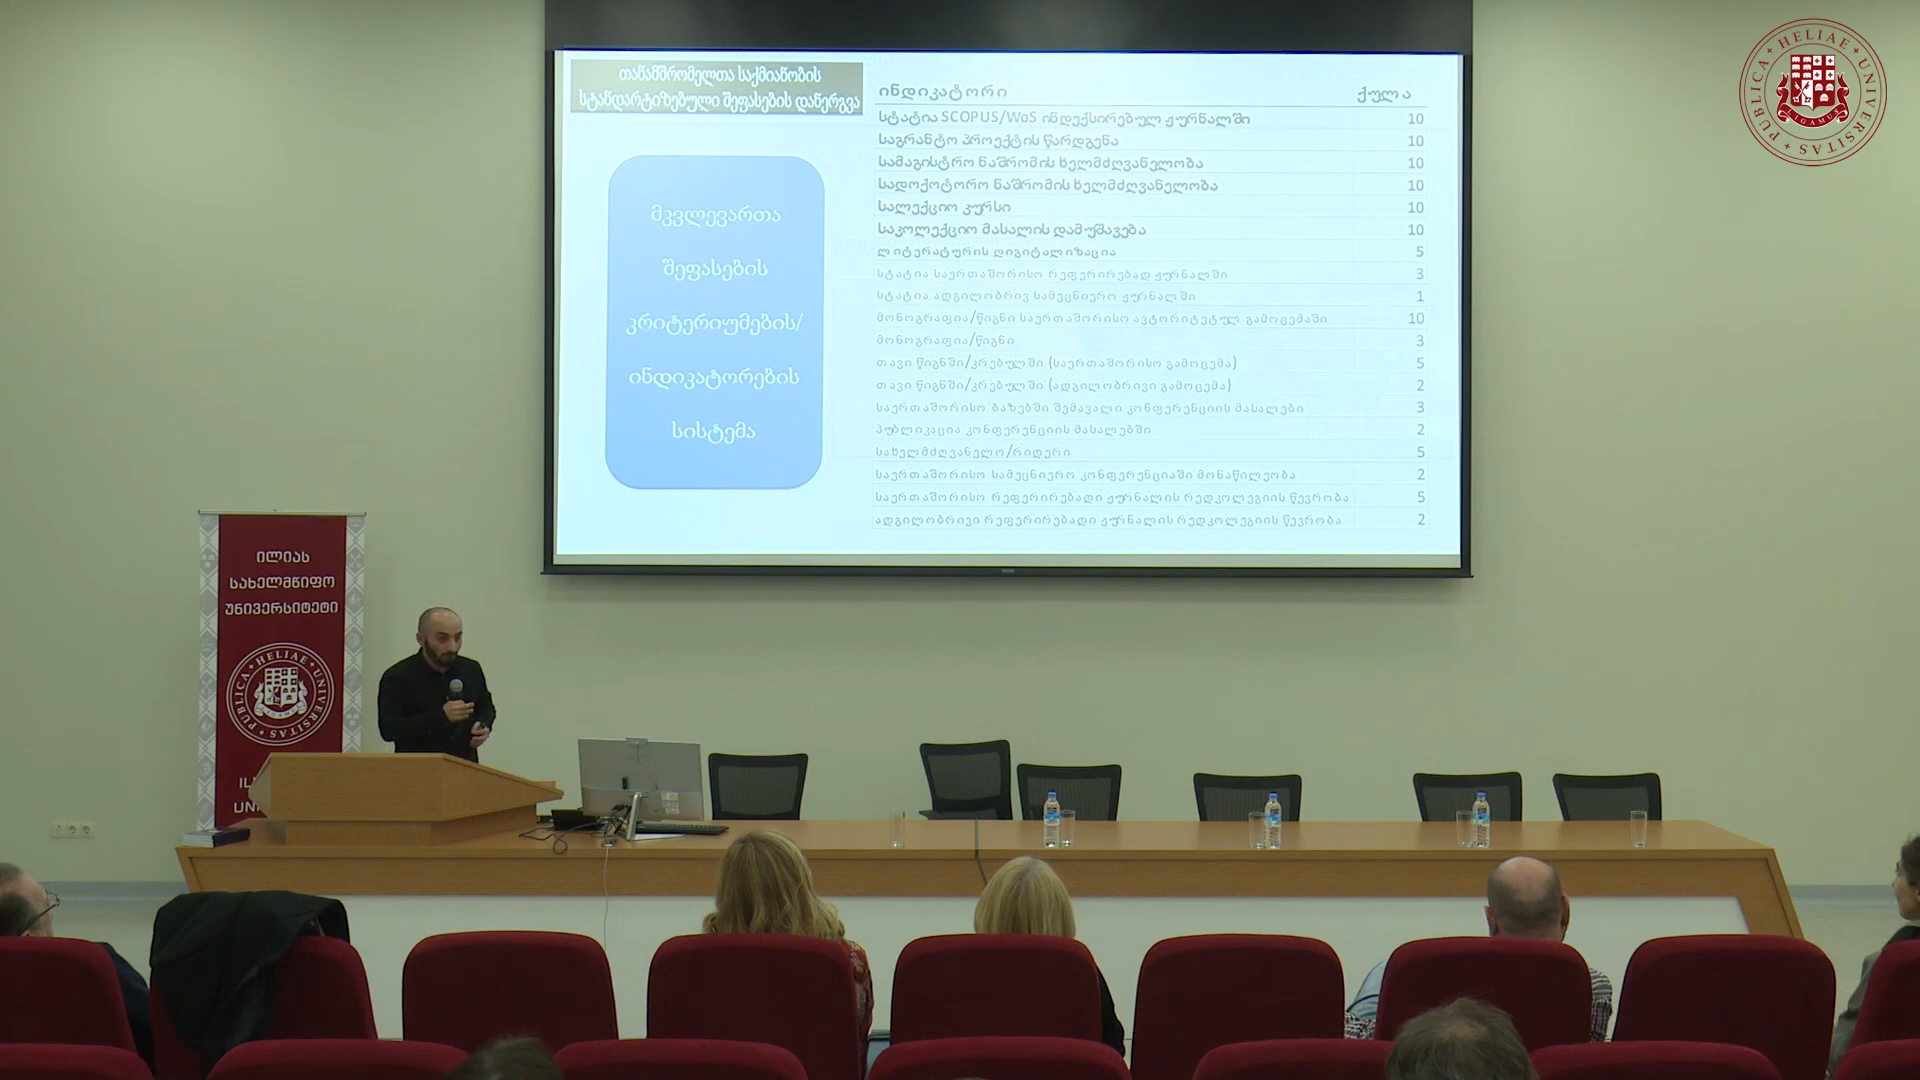 თანამშრომელთა საქმიანობის
სტანდარტიზებული შეფასების დანერგვა
მკვლევართა
შეფასების
კრიტერიუმების/
ინდიკატორების
სისტემა
ინდიკატორი ქულა
სტატია SCOPUS/WoS ინდექსირებულ ჟურნალში 10
საგრანტო პროექტის წარდგენა 10
სამაგისტრო ნაშრომის ხელმძღვანელობა 10
სადოქტორო ნაშრომის ხელმძღვანელობა 10
სალექციო კურსი 10
საკოლექციო მასალის დამუშავება 10
ლიტერატურის დიგიტალიზაცია 5
სტატია საერთაშორისო რეფერირებად ჟურნალში 3
სტატია ადგილობრივ სამეცნიერო ჟურნალში 1
მონოგრაფია/წიგნი საერთაშორისო ავტორიტეტულ გამოცემაში 10
მონოგრაფია/წიგნი 3
თავი წიგნში/კრებულში (საერთაშორისო გამოცემა) 5
თავი წიგნში/კრებულში (ადგილობრივი გამოცემა) 2
საერთაშორისო ბაზებში შემავალი კონფერენციის მასალები 3
პუბლიკაცია კონფერენციის მასალებში 2
სახელმძღვანელო/რიდერი 5
საერთაშორისო სამეცნიერო კონფერენციაში მონაწილეობა 2
საერთაშორისო რეფერირებადი ჟურნალის რედკოლეგიის წევრობა 5
ადგილობრივი რეფერირებადი ჟურნალის რედკოლეგიის წევრობა 2
HELIAE UNIVERSITAS PUBLICA
IGAMUS
ილიას
სახელმწიფო
უნივერსიტეტი
HELIAE UNIVERSITAS PUBLICA